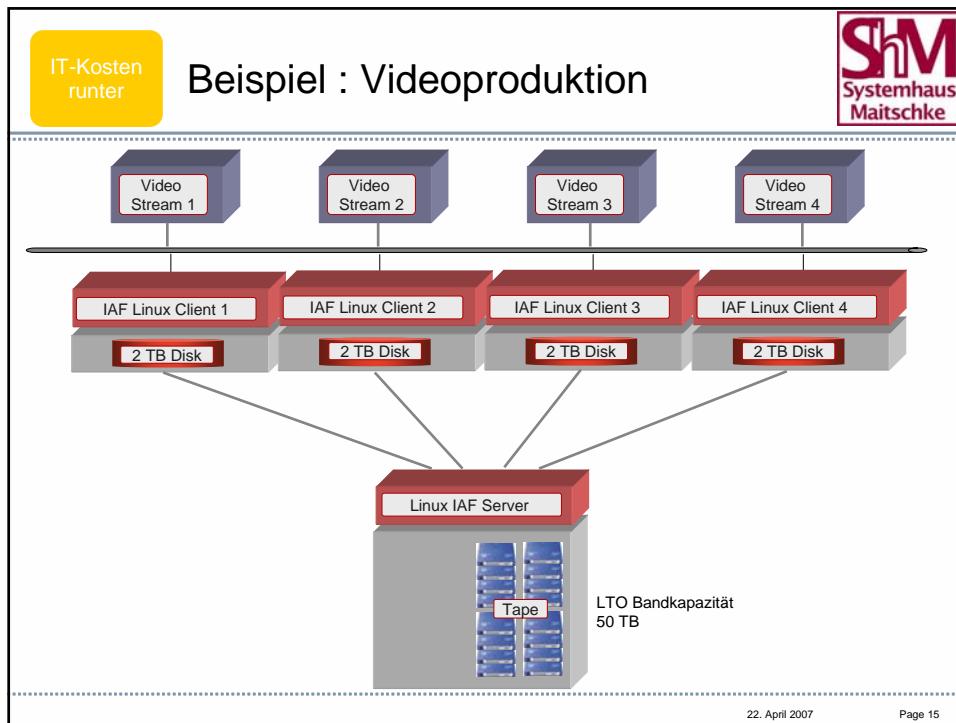 IT-Kosten
runter
Beispiel : Videoproduktion
ShM
Systemhaus
Maitschke
Video
Stream 1
Video
Stream 2
Video
Stream 3
Video
Stream 4
IAF Linux Client 1
IAF Linux Client 2
IAF Linux Client 3
IAF Linux Client 4
2 TB Disk
2 TB Disk
2 TB Disk
2 TB Disk
Linux IAF Server
Tape
LTO Bandkapazität
50 TB
22. April 2007
Page 15